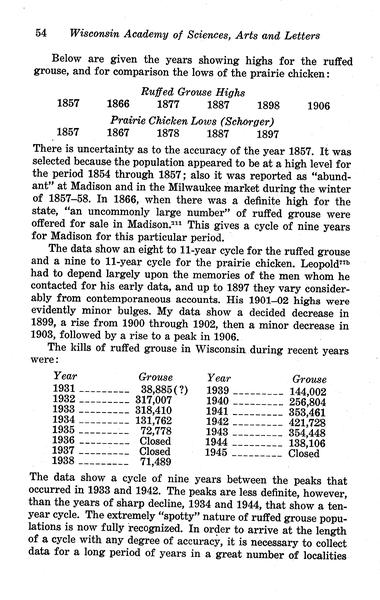 54 Wisconsin Academy of Sciences, Arts and Letters
Below are given the years showing highs for the ruffed
grouse, and for comparison the lows of the prairie chicken:
Ruffed Grouse Highs
1857 1866 1877 1887 1898 1906
Prairie Chicken Lows (Schorger)
1857 1867 1878 1887 1897
There is uncertainty as to the accuracy of the year 1857. It was
selected because the population appeared to be at a high level for
the period 1854 through 1857; also it was reported as "abund-
ant" at Madison and in the Milwaukee market during the winter
of 1857–58. In 1866, when there was a definite high for the
state, "an uncommonly large number" of ruffed grouse were
offered for sale in Madison.²¹¹ This gives a cycle of nine years
for Madison for this particular period.
The data show an eight to 11-year cycle for the ruffed grouse
and a nine to 11-year cycle for the prairie chicken. Leopold²⁷ᵇ
had to depend largely upon the memories of the men whom he
contacted for his early data, and up to 1897 they vary consider-
ably from contemporaneous accounts. His 1901–02 highs were
evidently minor bulges. My data show a decided decrease in
1899, a rise from 1900 through 1902, then a minor decrease in
1903, followed by a rise to a peak in 1906.
The kills of ruffed grouse in Wisconsin during recent years
were:
Year Grouse Year Grouse
1931 --------- 38,885(?) 1939 --------- 144,002
1932 --------- 317,007 1940 --------- 256,804
1933 --------- 318,410 1941 --------- 353,461
1934 --------- 131,762 1942 --------- 421,728
1935 --------- 72,778 1943 --------- 354,448
1936 --------- Closed 1944 --------- 138,106
1937 --------- Closed 1945 --------- Closed
1938 --------- 71,489
The data show a cycle of nine years between the peaks that
occurred in 1933 and 1942. The peaks are less definite, however,
than the years of sharp decline, 1934 and 1944, that show a ten-
year cycle. The extremely "spotty" nature of ruffed grouse popu-
lations is now fully recognized. In order to arrive at the length
of a cycle with any degree of accuracy, it is necessary to collect
data for a long period of years in a great number of localities